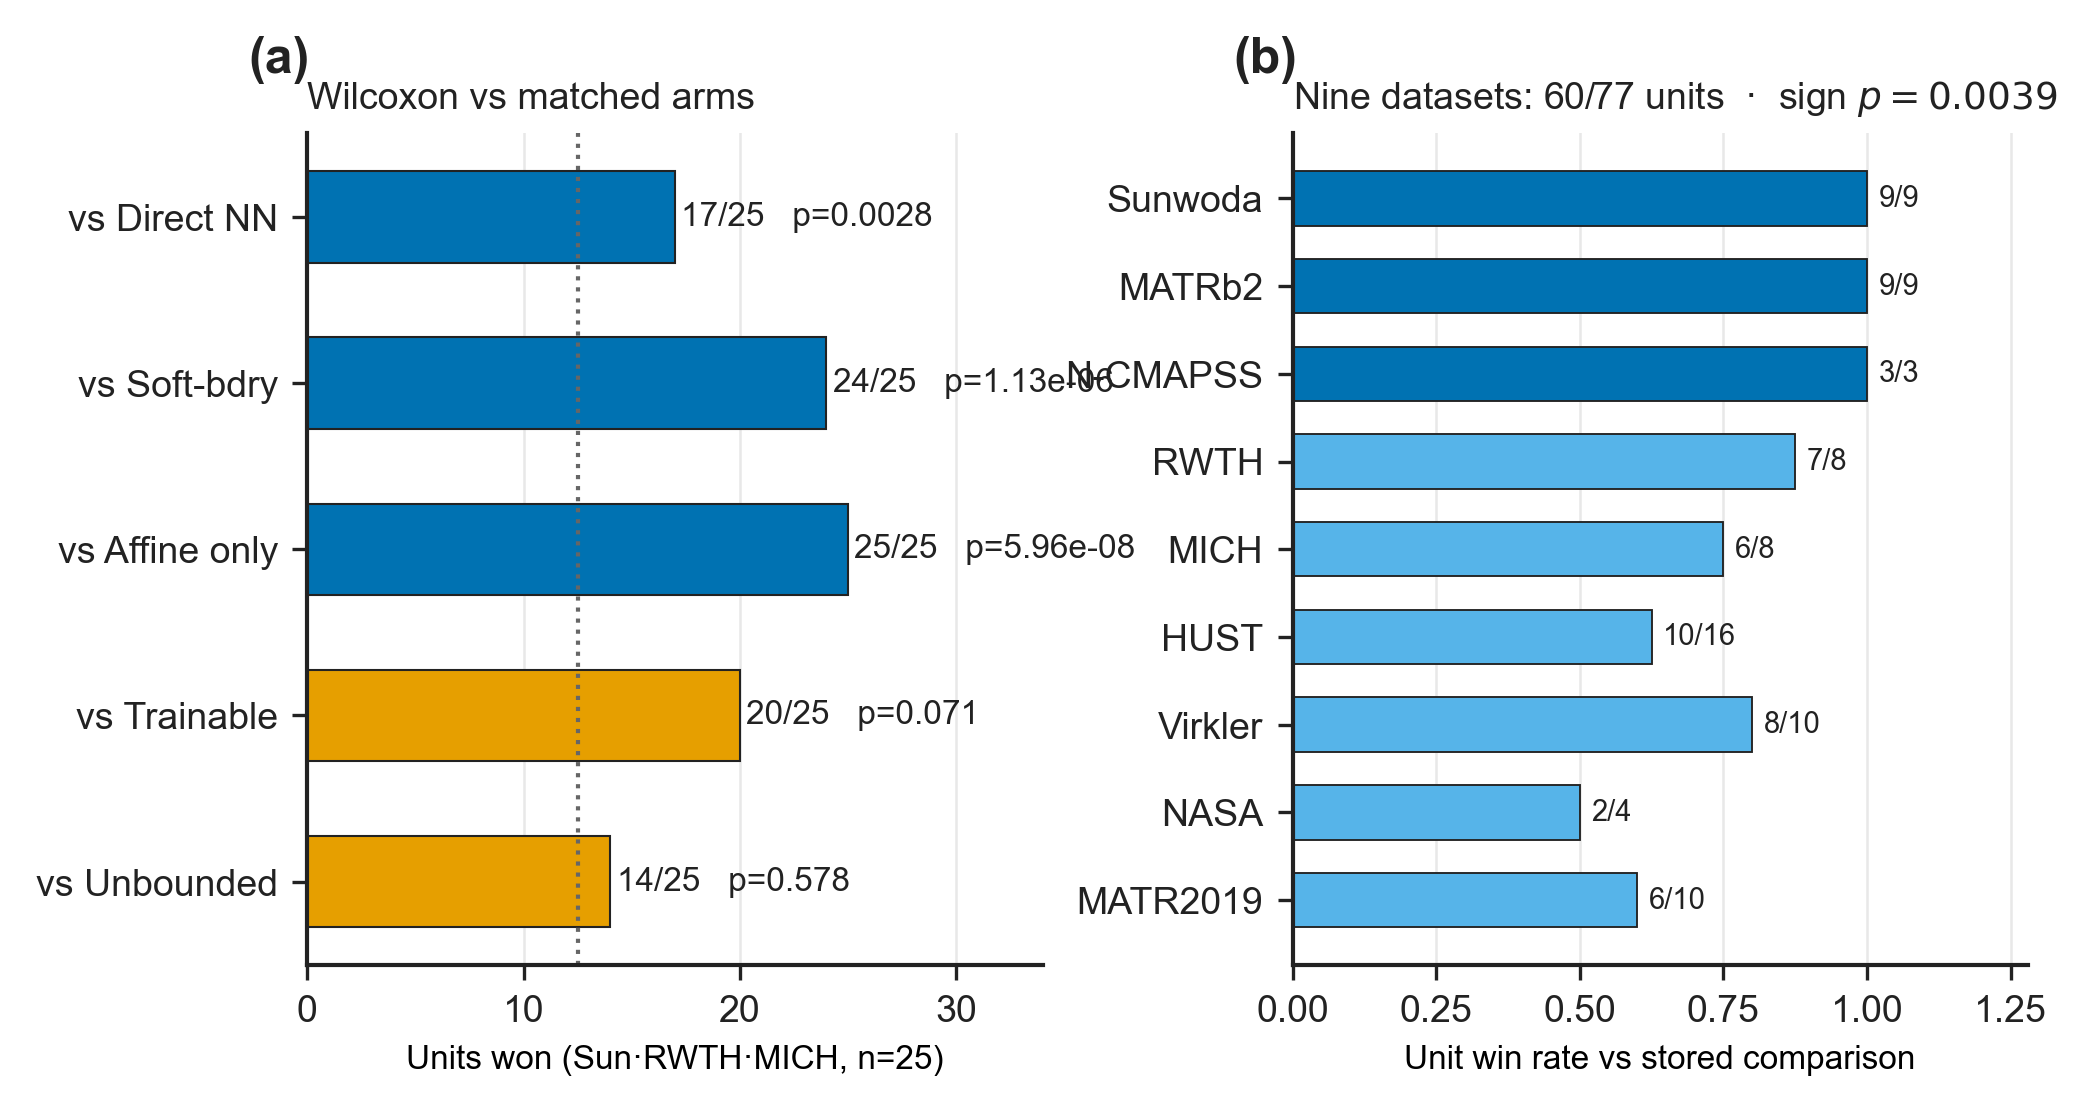 (a)
Wilcoxon vs matched arms
vs Direct NN
17/25 p=0.0028
vs Soft-bdry
24/25 p=1.13e-06
vs Affine only
25/25 p=5.96e-08
vs Trainable
20/25 p=0.071
vs Unbounded
14/25 p=0.578
0 10 20 30
Units won (Sun·RWTH·MICH, n=25)
(b)
Nine datasets: 60/77 units · sign p = 0.0039
Sunwoda
9/9
MATRb2
9/9
N-CMAPSS
3/3
RWTH
7/8
MICH
6/8
HUST
10/16
Virkler
8/10
NASA
2/4
MATR2019
6/10
0.00 0.25 0.50 0.75 1.00 1.25
Unit win rate vs stored comparison